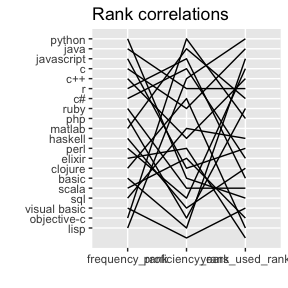 Rank correlations
python
java
javascript
c
c++
r
c#
ruby
php
matlab
haskell
perl
elixir
clojure
basic
scala
sql
visual basic
objective-c
lisp
frequency_rank
proficiency_rank
years_used_rank